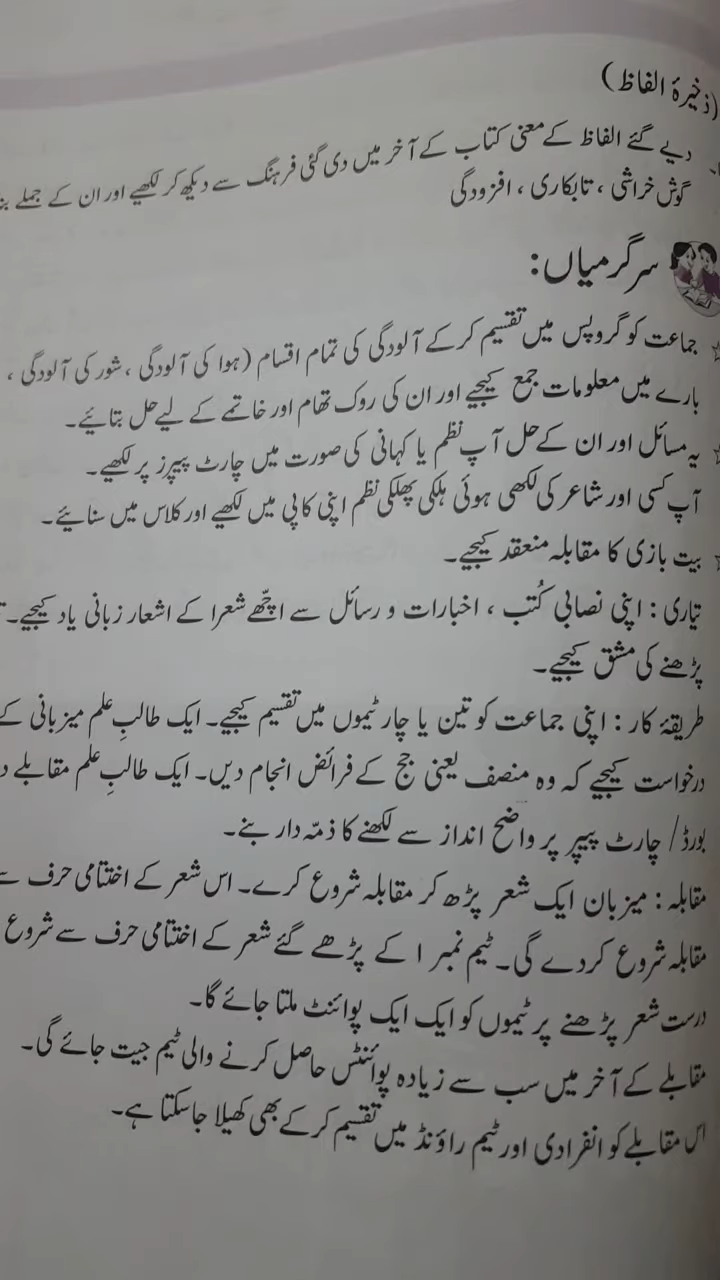 (ذخیرۂ الفاظ)
دیے گئے الفاظ کے معنی کتاب کے آخر میں دی گئی فرہنگ سے دیکھ کر لکھیے اور ان کے جملے
گوش خراشی ، تابکاری ، افزودگی
سرگرمیاں:
جماعت کو گروپس میں تقسیم کرکے آلودگی کی تمام اقسام (ہوا کی آلودگی ، شور کی آلودگی ،
بارے میں معلومات جمع کیجیے اور ان کی روک تھام اور خاتمے کے لیے حل بتائیے۔
یہ مسائل اور ان کے حل آپ نظم یا کہانی کی صورت میں چارٹ پیپرز پر لکھیے۔
آپ کسی اور شاعر کی لکھی ہوئی ہلکی پھلکی نظم اپنی کاپی میں لکھیے اور کلاس میں سنائیے۔
بیت بازی کا مقابلہ منعقد کیجیے۔
تیاری : اپنی نصابی کُتب ، اخبارات و رسائل سے اچھّے شعرا کے اشعار زبانی یاد کیجیے۔
پڑھنے کی مشق کیجیے۔
طریقۂ کار : اپنی جماعت کو تین یا چار ٹیموں میں تقسیم کیجیے۔ ایک طالبِ علم میزبانی کے
درخواست کیجیے کہ وہ منصف یعنی جج کے فرائض انجام دیں۔ ایک طالبِ علم مقابلے
بورڈ/ چارٹ پیپر پر واضح انداز سے لکھنے کا ذمّہ دار بنے۔
مقابلہ : میزبان ایک شعر پڑھ کر مقابلہ شروع کرے۔ اس شعر کے اختتامی حرف سے
مقابلہ شروع کردے گی۔ ٹیم نمبر ۱ کے پڑھے گئے شعر کے اختتامی حرف سے شروع
درست شعر پڑھنے پر ٹیموں کو ایک ایک پوائنٹ ملتا جائے گا۔
مقابلے کے آخر میں سب سے زیادہ پوائنٹس حاصل کرنے والی ٹیم جیت جائے گی۔
اس مقابلے کو انفرادی اور ٹیم راؤنڈ میں تقسیم کرکے بھی کھیلا جاسکتا ہے۔